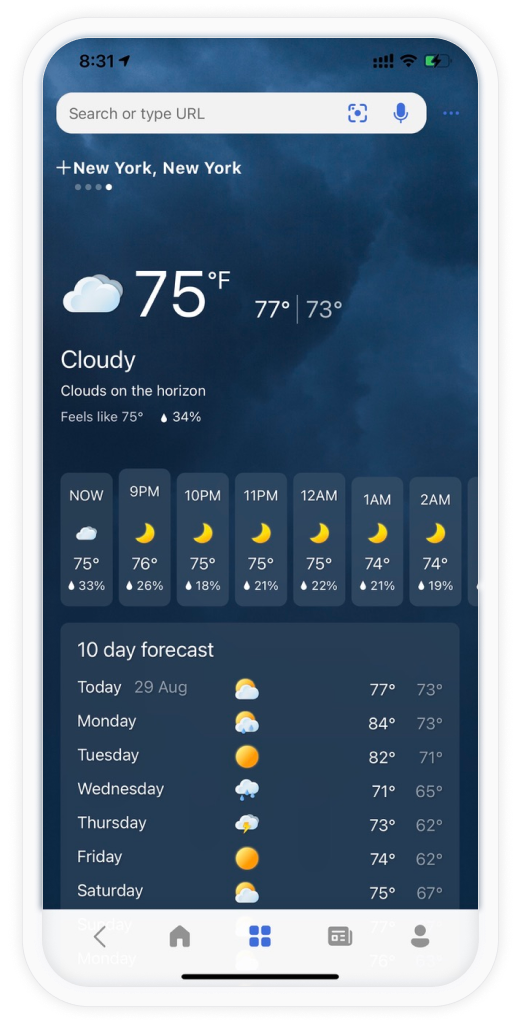 8:31
Search or type URL
New York, New York
75°F
77° | 73°
Cloudy
Clouds on the horizon
Feels like 75° 34%
NOW 9PM 10PM 11PM 12AM 1AM 2AM
75° 76° 75° 75° 75° 74° 74°
33% 26% 18% 21% 22% 21% 19%
10 day forecast
Today 29 Aug 77° 73°
Monday 84° 73°
Tuesday 82° 71°
Wednesday 71° 65°
Thursday 73° 62°
Friday 74° 62°
Saturday 75° 67°
Sunday 77°
Monday